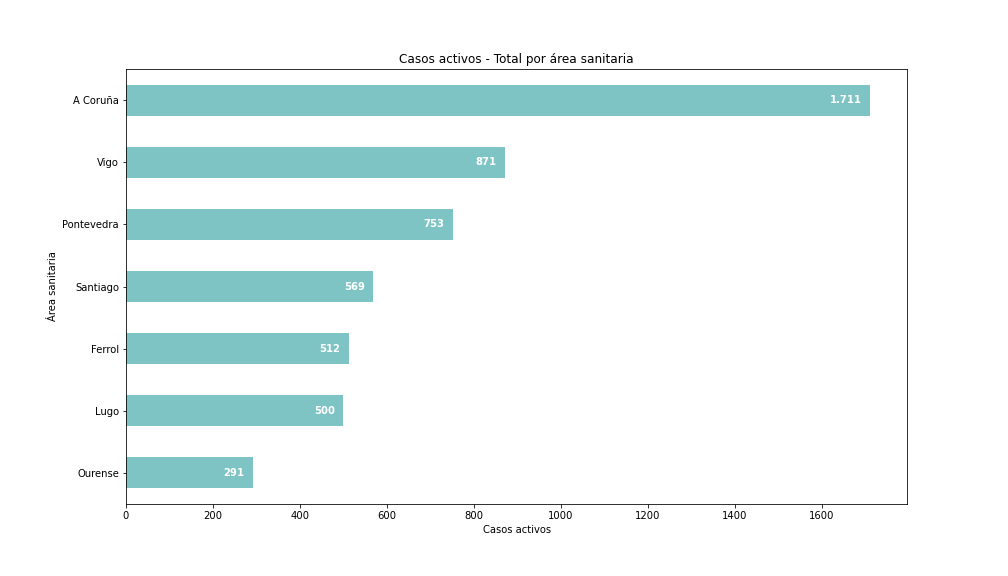 Casos activos - Total por área sanitaria
Área sanitaria
A Coruña 1.711
Vigo 871
Pontevedra 753
Santiago 569
Ferrol 512
Lugo 500
Ourense 291
0 200 400 600 800 1000 1200 1400 1600
Casos activos